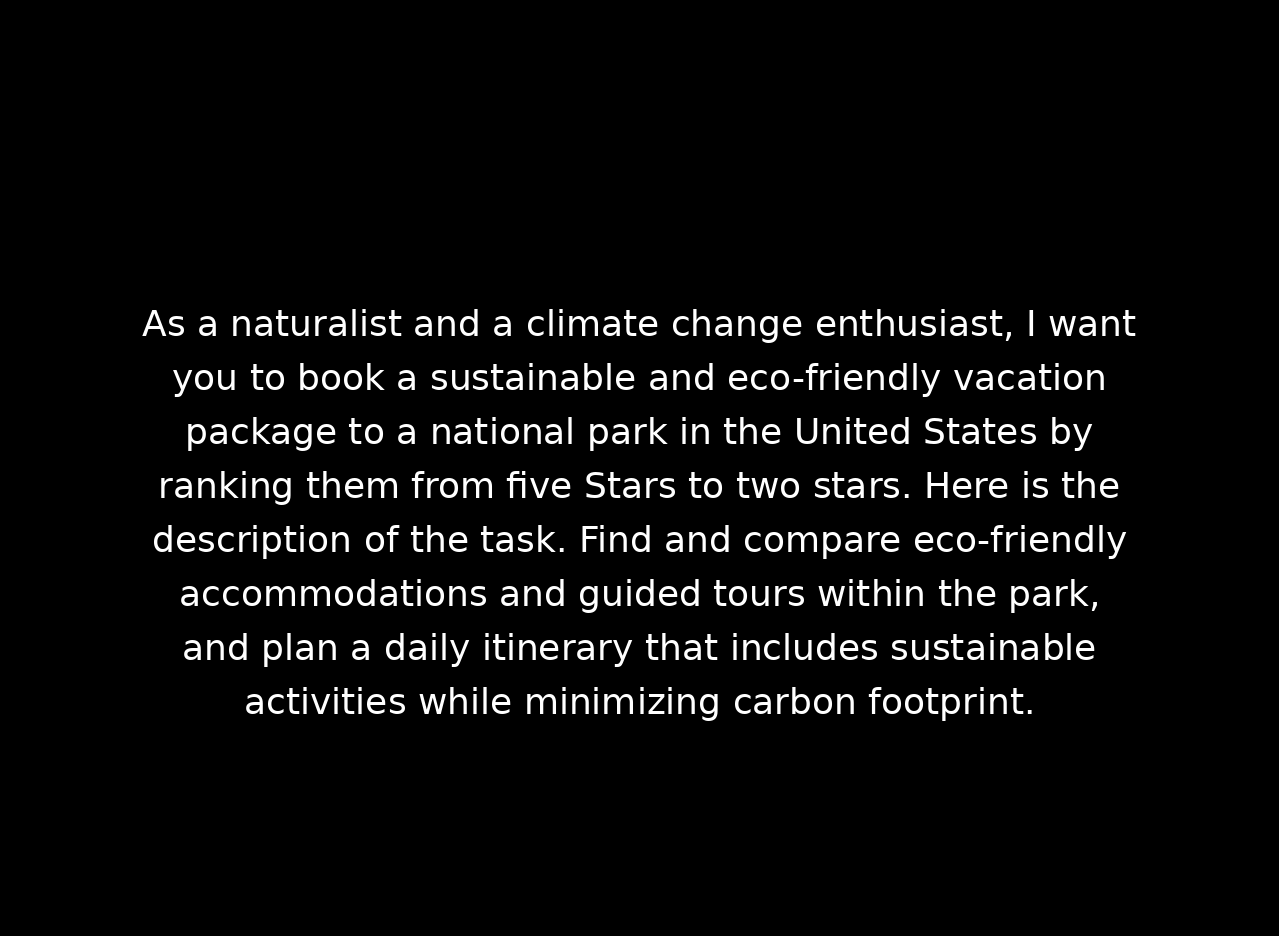 As a naturalist and a climate change enthusiast, I want
you to book a sustainable and eco-friendly vacation
package to a national park in the United States by
ranking them from five Stars to two stars. Here is the
description of the task. Find and compare eco-friendly
accommodations and guided tours within the park,
and plan a daily itinerary that includes sustainable
activities while minimizing carbon footprint.